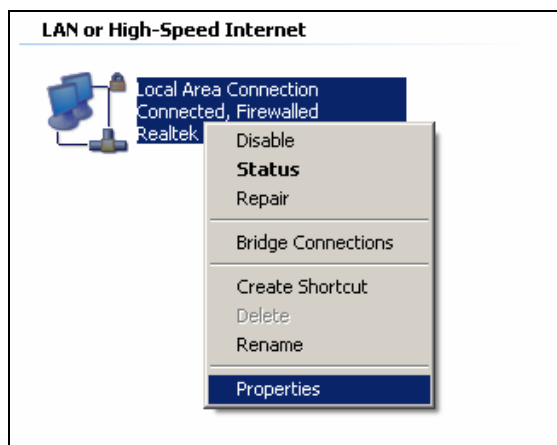 LAN or High-Speed Internet
Local Area Connection
Connected, Firewalled
Realtek
Disable
Status
Repair
Bridge Connections
Create Shortcut
Delete
Rename
Properties